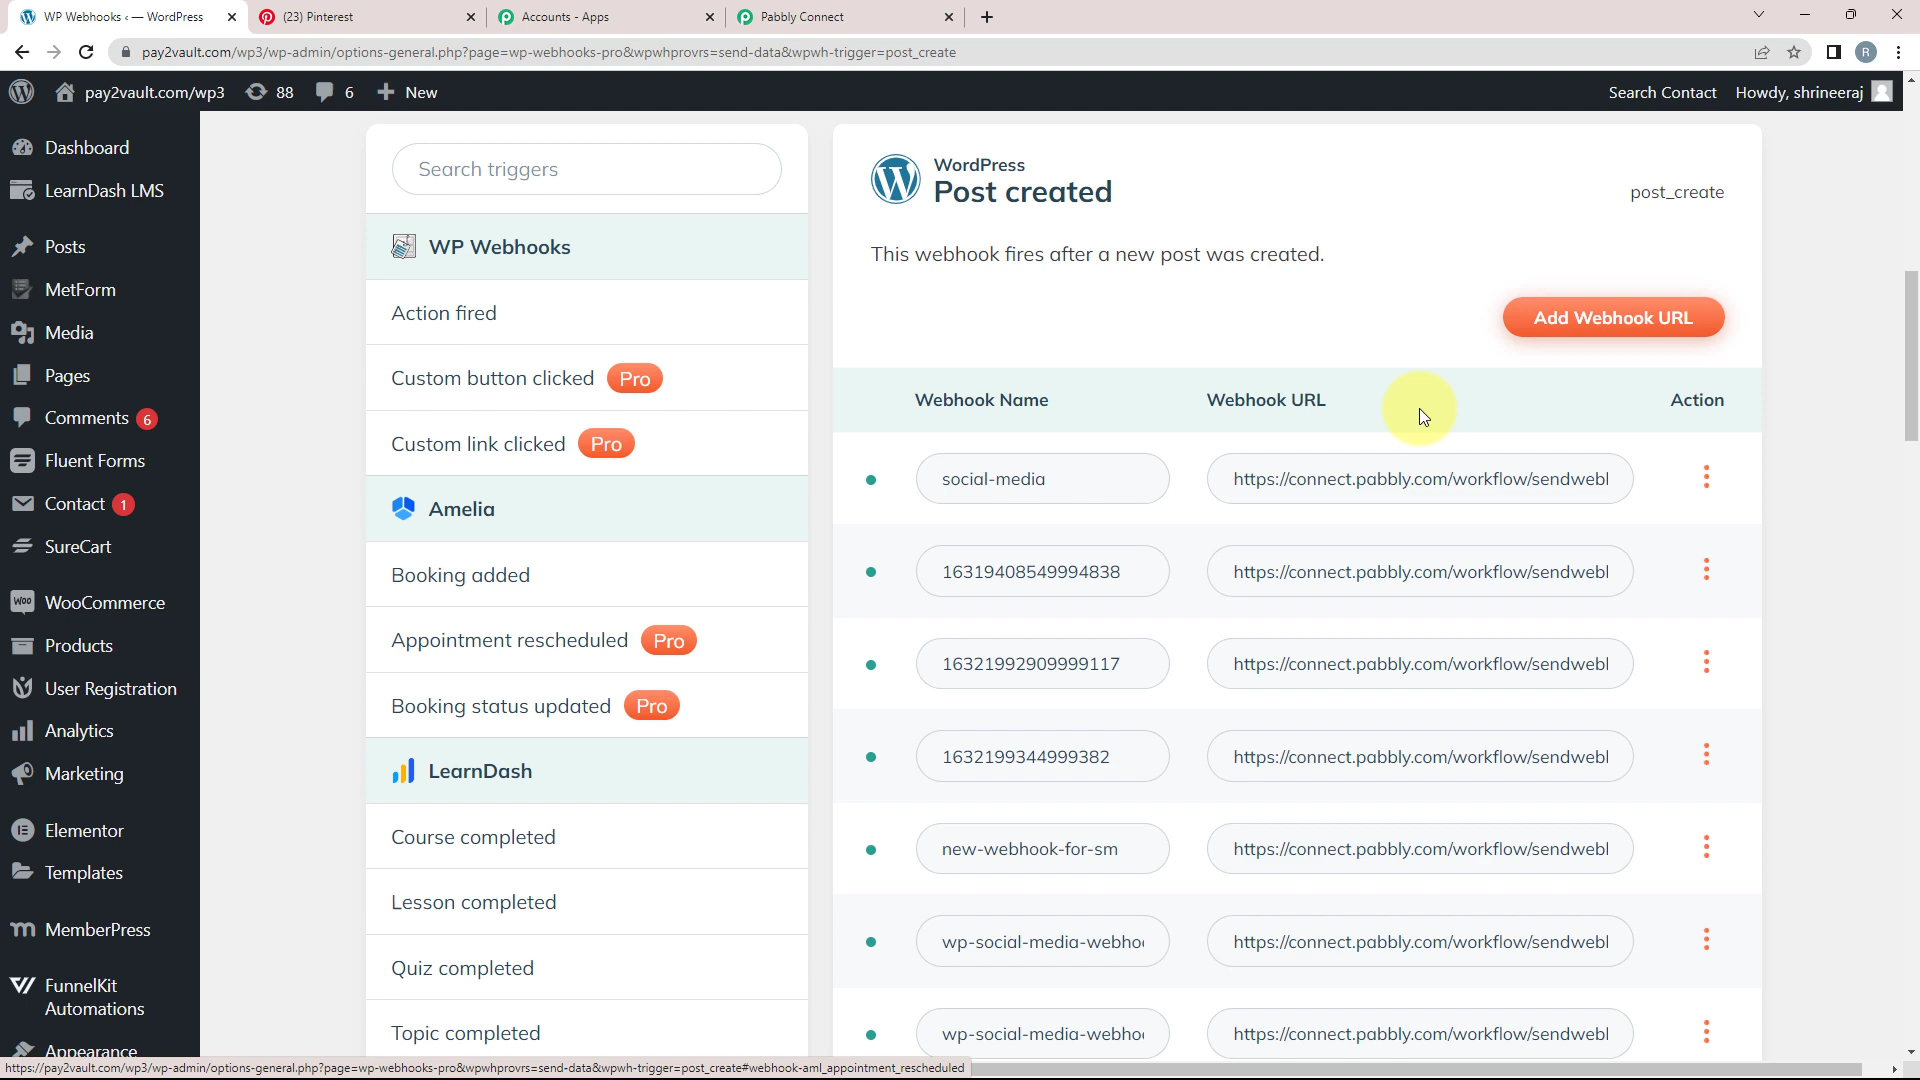 WP Webhooks ‹ — WordPress
(23) Pinterest
Accounts - Apps
Pabbly Connect
pay2vault.com/wp3/wp-admin/options-general.php?page=wp-webhooks-pro&wpwhprovrs=send-data&wpwh-trigger=post_create
R
pay2vault.com/wp3
88
6
New
Search Contact
Howdy, shrineeraj
Dashboard
LearnDash LMS
Posts
MetForm
Media
Pages
Comments 6
Fluent Forms
Contact 1
SureCart
WooCommerce
Products
User Registration
Analytics
Marketing
Elementor
Templates
MemberPress
FunnelKit
Automations
Appearance
Search triggers
WP Webhooks
Action fired
Custom button clicked Pro
Custom link clicked Pro
Amelia
Booking added
Appointment rescheduled Pro
Booking status updated Pro
LearnDash
Course completed
Lesson completed
Quiz completed
Topic completed
WordPress
Post created
post_create
This webhook fires after a new post was created.
Add Webhook URL
Webhook Name Webhook URL Action
social-media https://connect.pabbly.com/workflow/sendwebl
16319408549994838 https://connect.pabbly.com/workflow/sendwebl
16321992909999117 https://connect.pabbly.com/workflow/sendwebl
1632199344999382 https://connect.pabbly.com/workflow/sendwebl
new-webhook-for-sm https://connect.pabbly.com/workflow/sendwebl
wp-social-media-webho https://connect.pabbly.com/workflow/sendwebl
wp-social-media-webho https://connect.pabbly.com/workflow/sendwebl
https://pay2vault.com/wp3/wp-admin/options-general.php?page=wp-webhooks-pro&wpwhprovrs=send-data&wpwh-trigger=post_create#webhook-aml_appointment_rescheduled